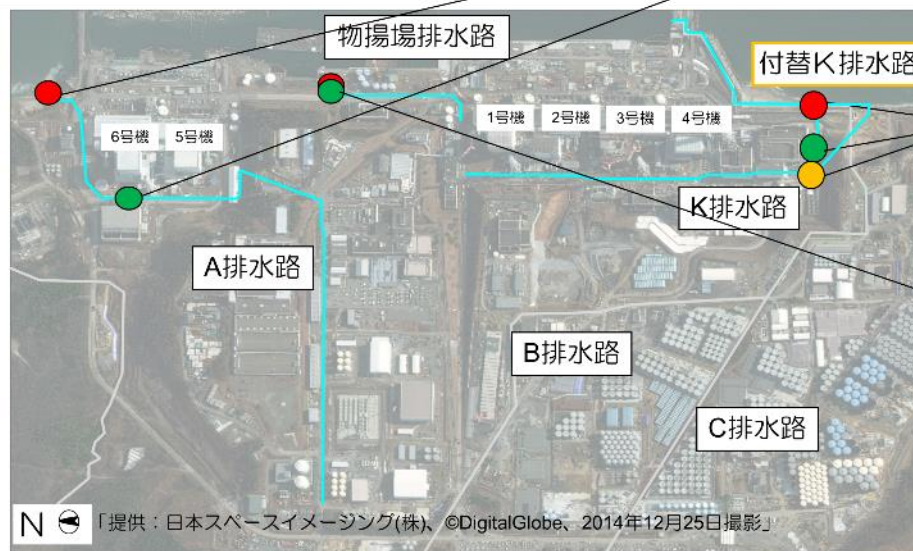 物揚場排水路
付替K排水路
6号機
5号機
1号機
2号機
3号機
4号機
K排水路
A排水路
B排水路
C排水路
N
「提供：日本スペースイメージング(株)、©DigitalGlobe、2014年12月25日撮影」